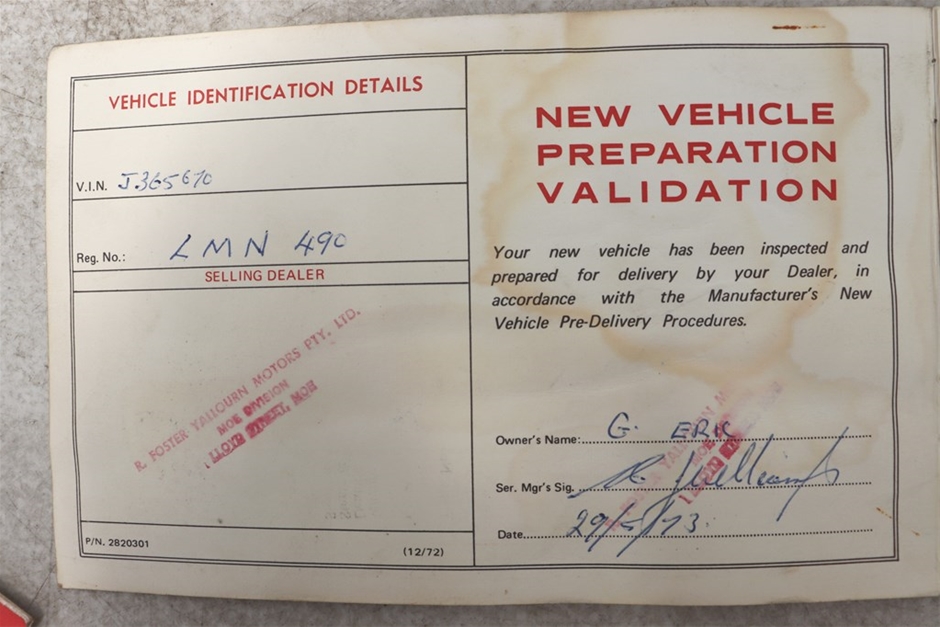 VEHICLE IDENTIFICATION DETAILS
V.I.N. J365670
Reg. No.: LMN 490
SELLING DEALER
R. FOSTER YALLOURN MOTORS PTY. LTD.
MOE DIVISION
LLOYD STREET, MOE
P/N. 2820301 (12/72)
NEW VEHICLE
PREPARATION
VALIDATION
Your new vehicle has been inspected and
prepared for delivery by your Dealer, in
accordance with the Manufacturer's New
Vehicle Pre-Delivery Procedures.
Owner's Name: G. ERIK
Ser. Mgr's Sig.
Date 29/5/73